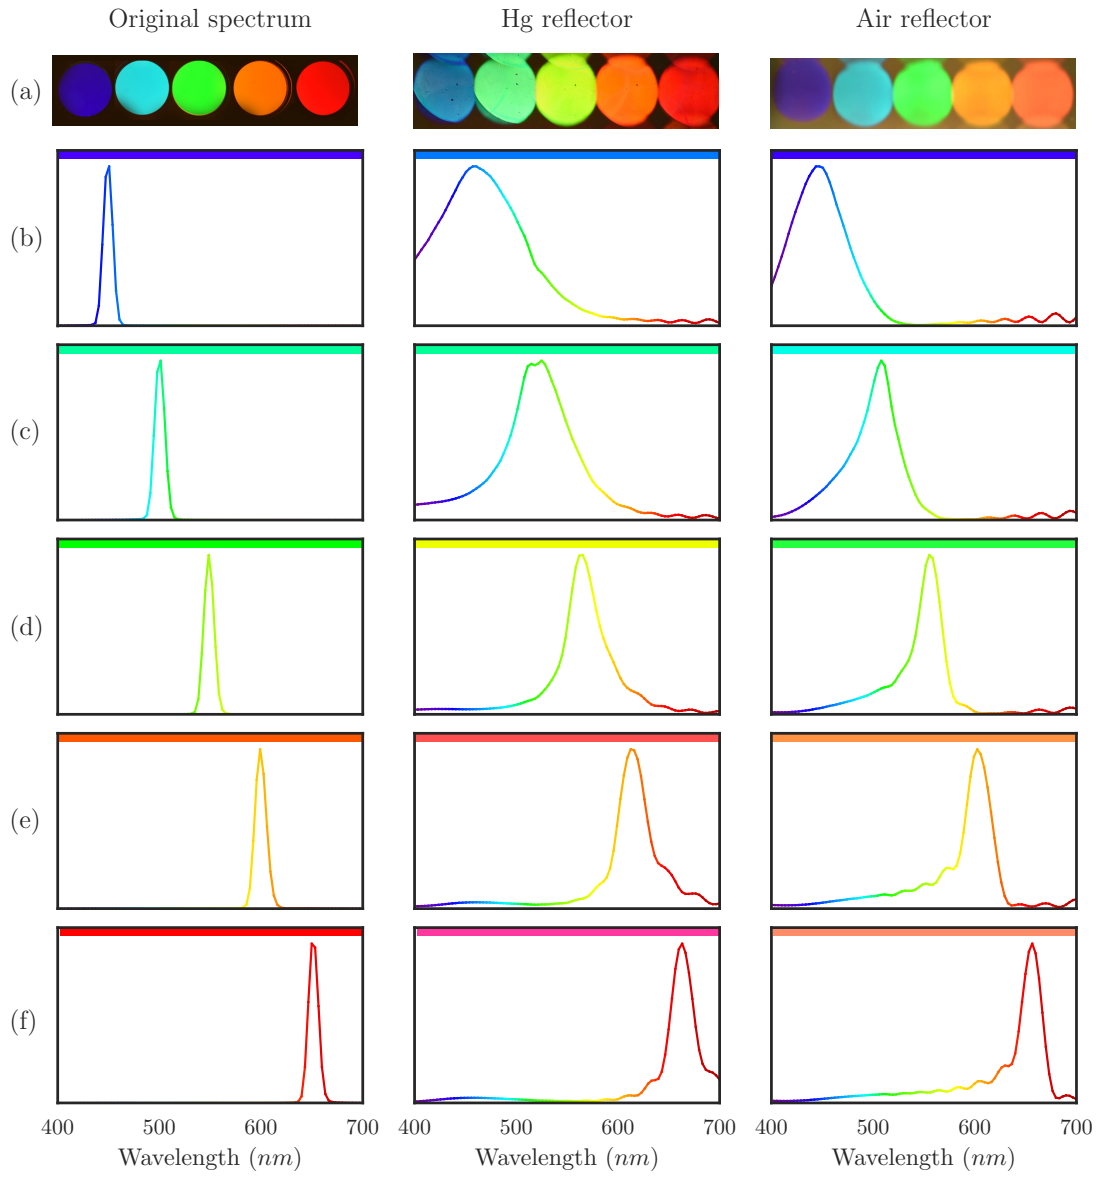 Original spectrum Hg reflector Air reflector
(a)
(b)
(c)
(d)
(e)
(f)
400 500 600 700 400 500 600 700 400 500 600 700
Wavelength (nm) Wavelength (nm) Wavelength (nm)